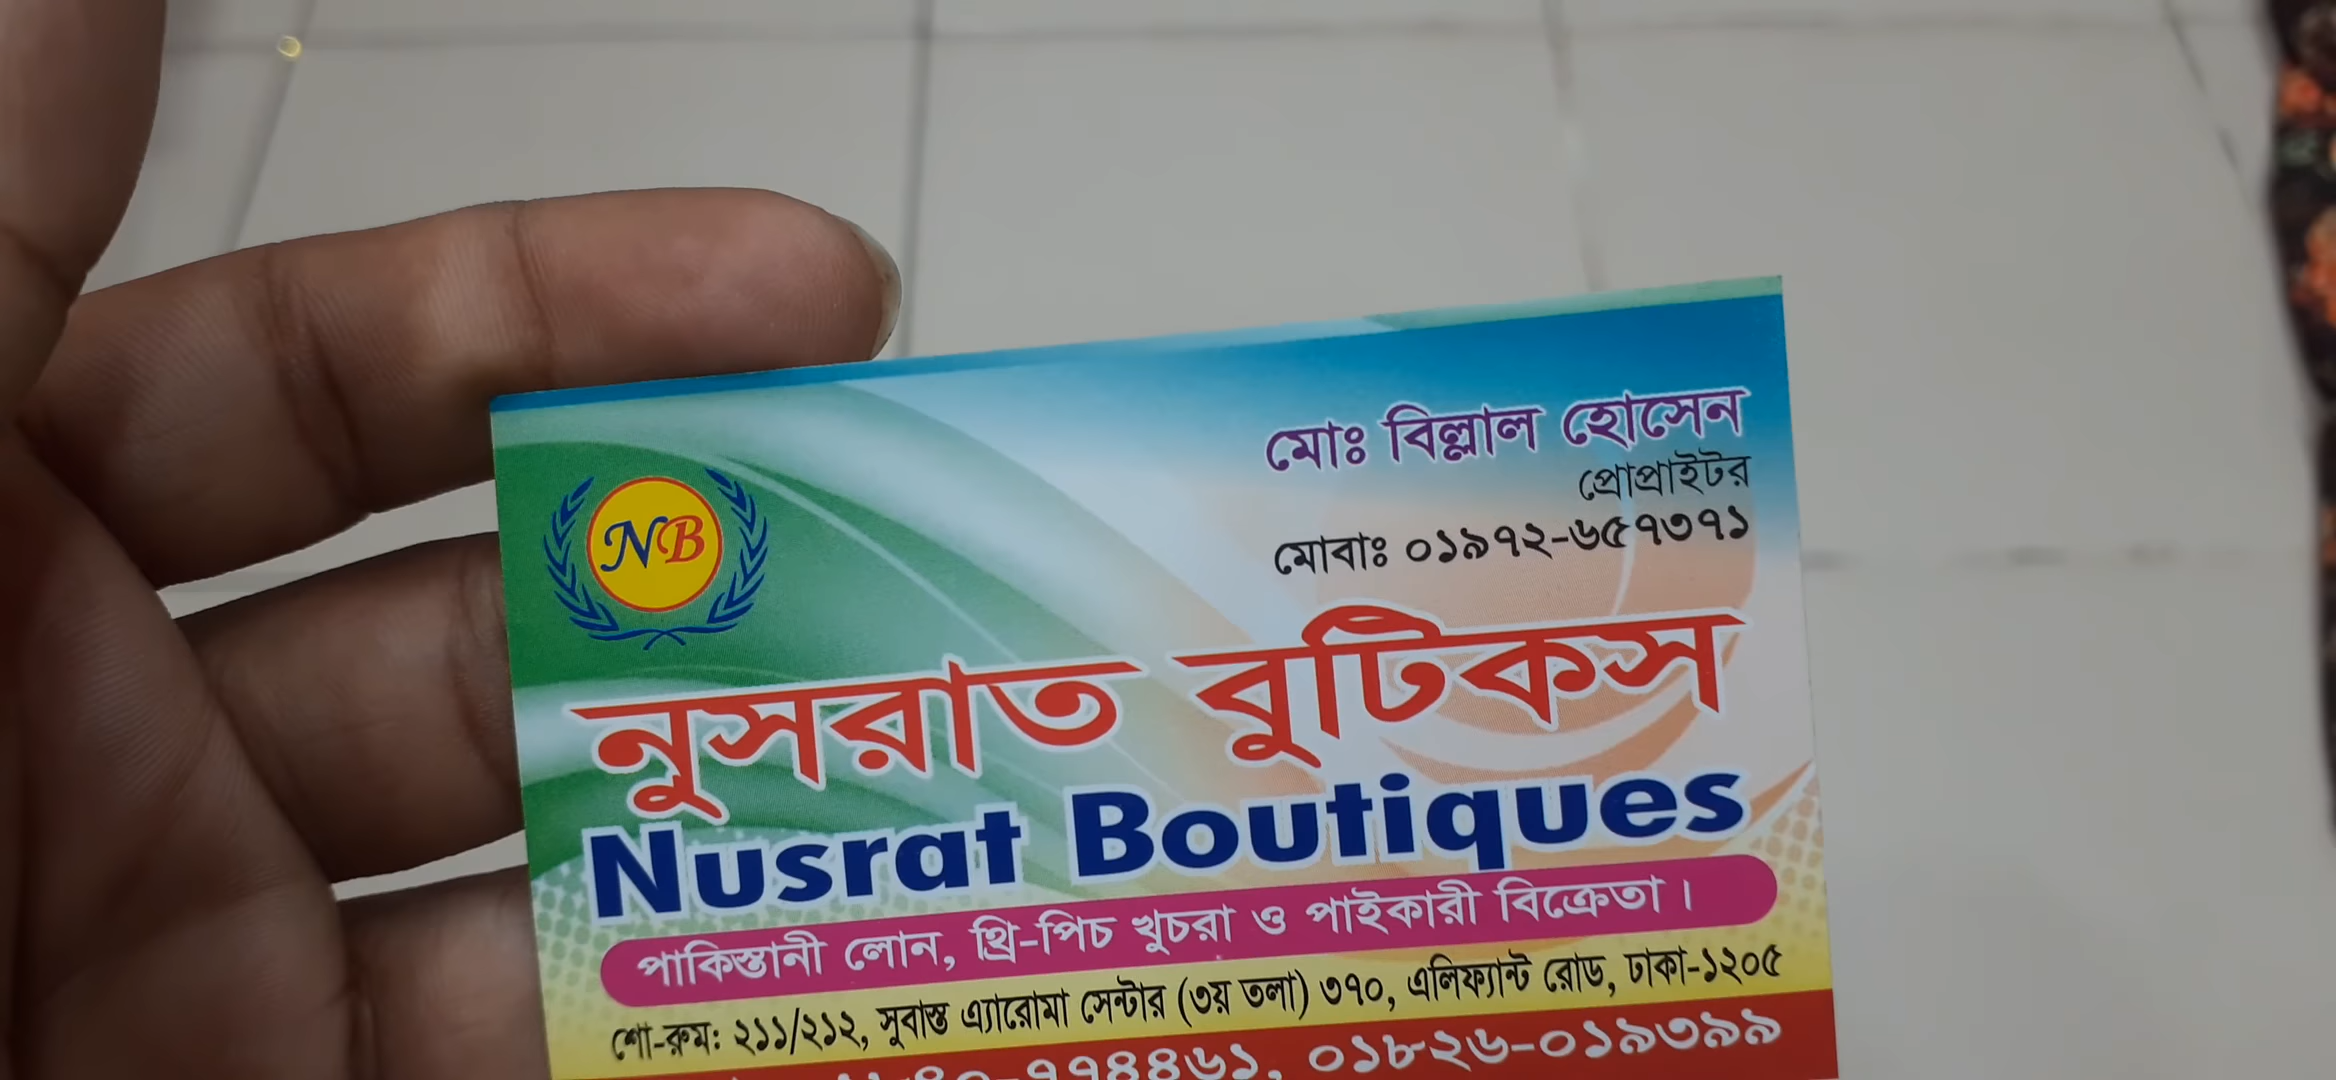 মোঃ বিল্লাল হোসেন
প্রোপ্রাইটর
মোবাঃ ০১৯৭২-৬৫৭৩৭১
NB
নুসরাত বুটিকস
Nusrat Boutiques
পাকিস্তানী লোন, থ্রি-পিচ খুচরা ও পাইকারী বিক্রেতা।
শো-রুম: ২১১/২১২, সুবাস্তু এ্যারোমা সেন্টার (৩য় তলা) ৩৭০, এলিফ্যান্ট রোড, ঢাকা-১২০৫
০১৮২৬-০১৯৩৯৯